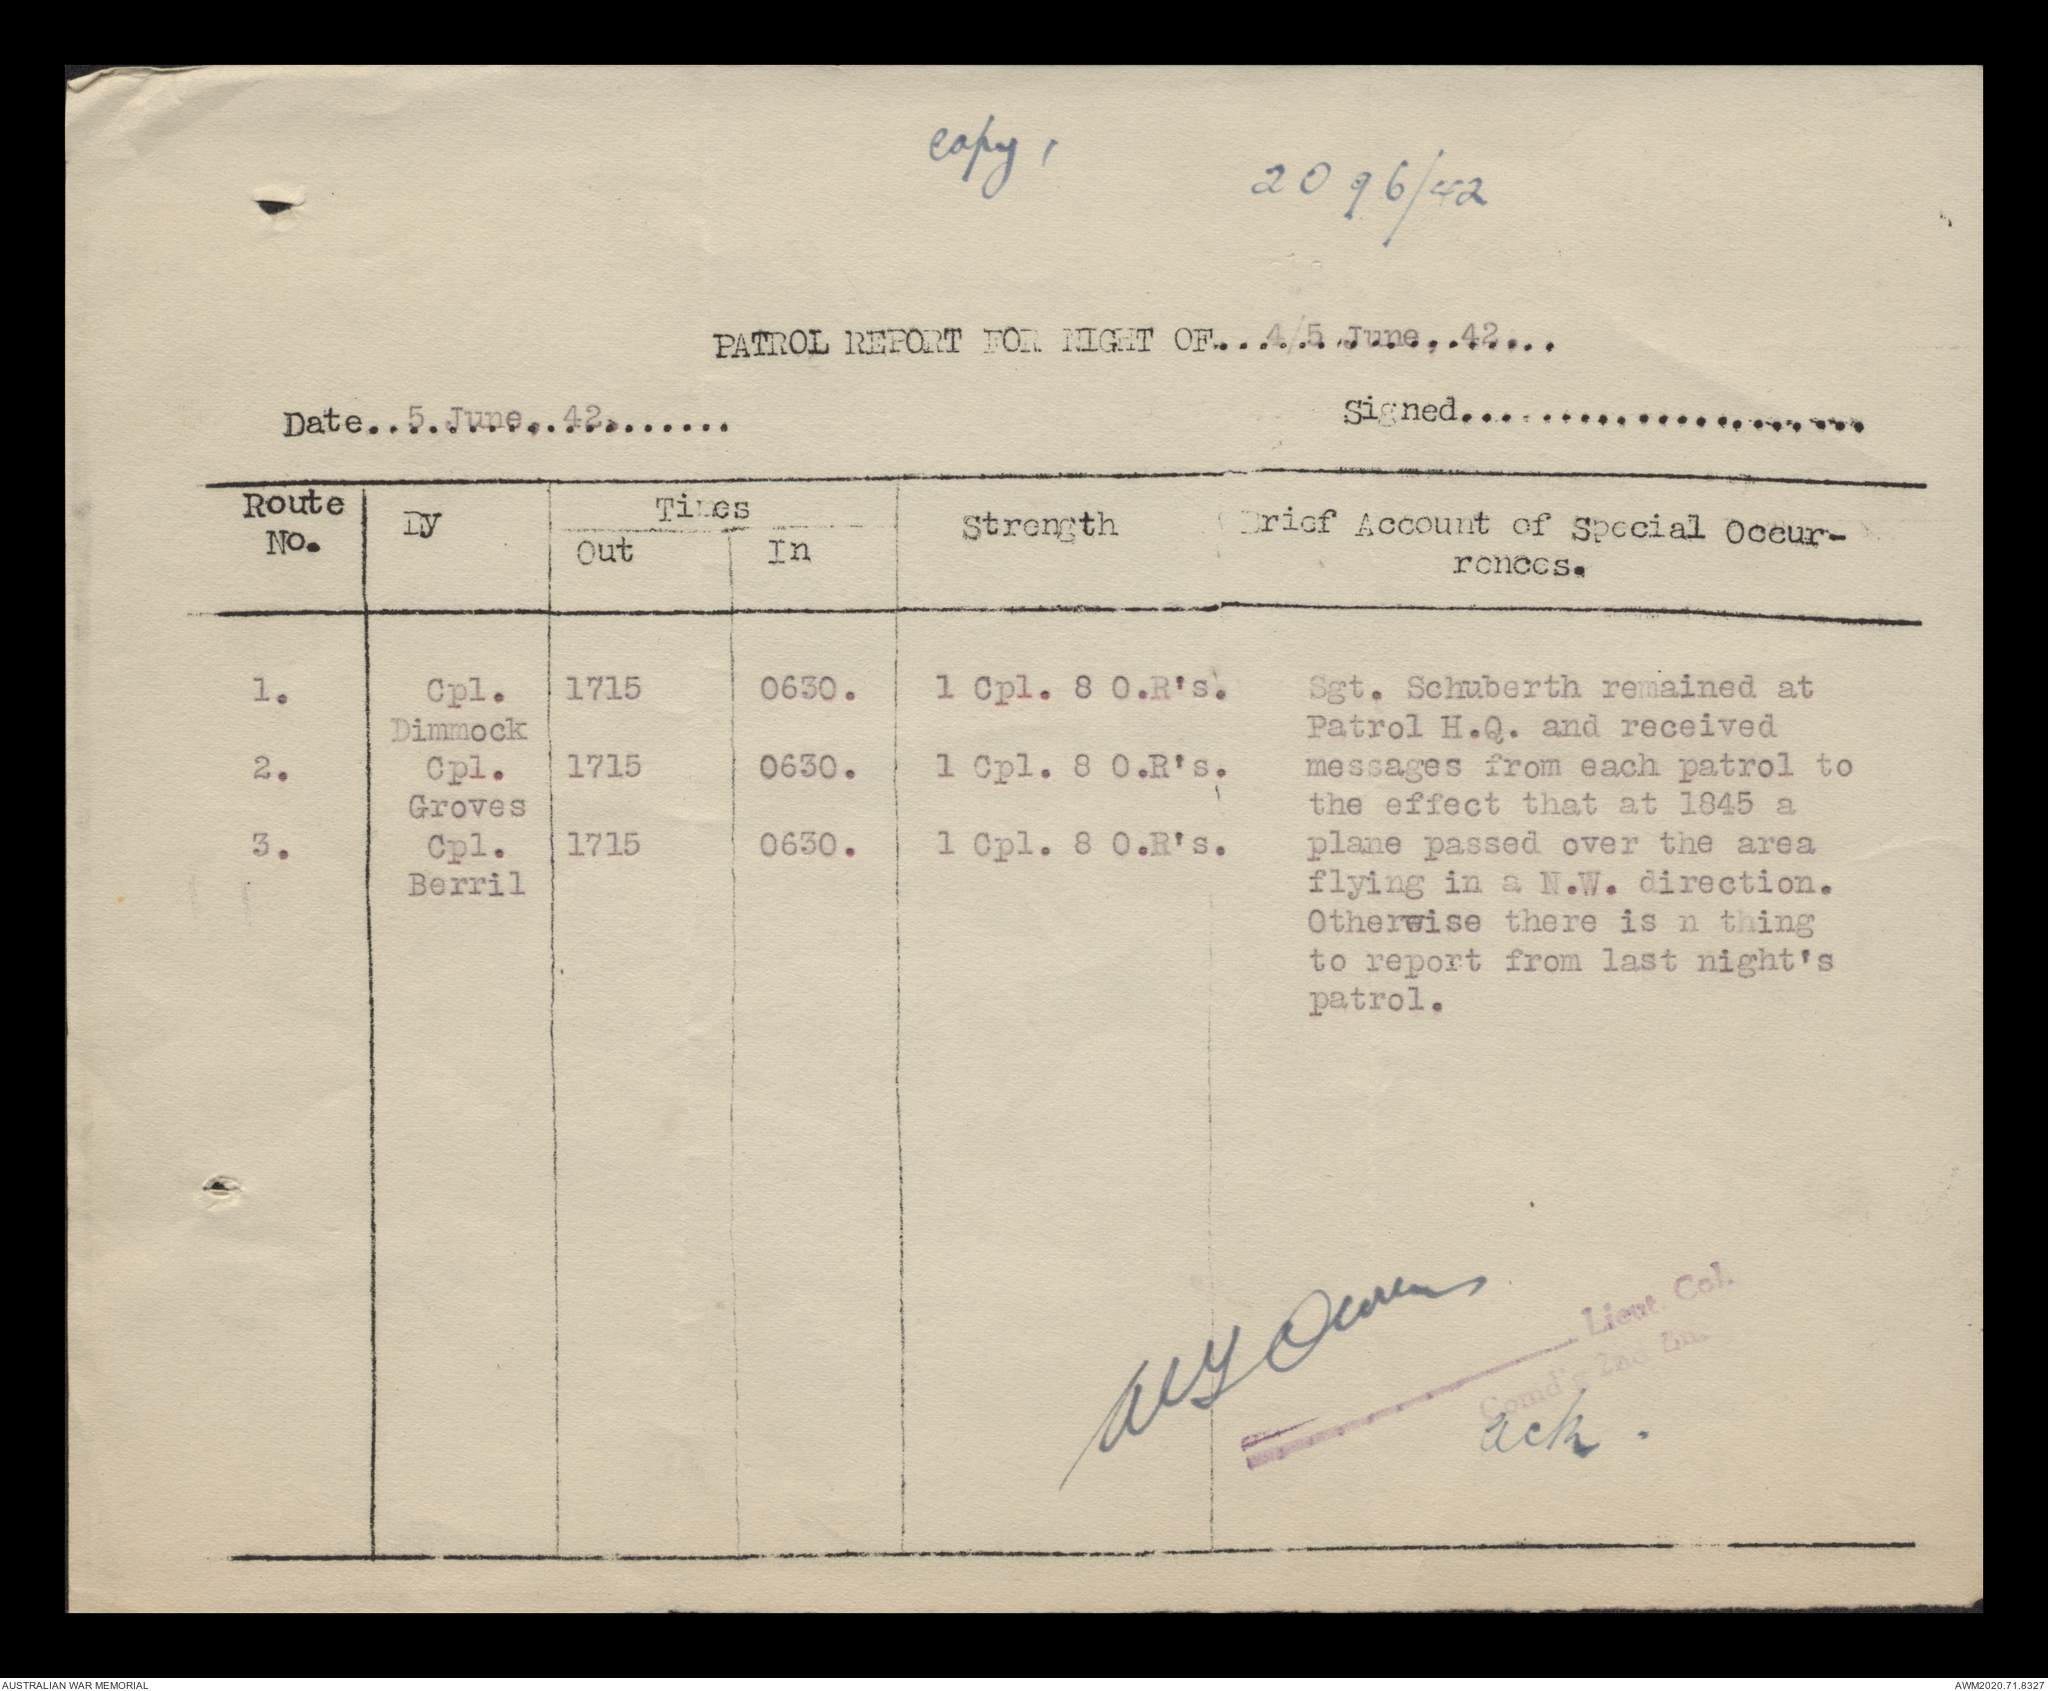 copy,
2096/42
PATROL REPORT FOR NIGHT OF...4/5 June, 42....
Date..5 June, 42.......
Signed.....................
Route No. By Times Out In Strength Brief Account of Special Occur-
rences.
1. Cpl. 1715 0630. 1 Cpl. 8 O.R's. Sgt. Schuberth remained at
Dimmock Patrol H.Q. and received
2. Cpl. 1715 0630. 1 Cpl. 8 O.R's. messages from each patrol to
Groves the effect that at 1845 a
3. Cpl. 1715 0630. 1 Cpl. 8 O.R's. plane passed over the area
Berril flying in a N.W. direction.
Otherwise there is n thing
to report from last night's
patrol.
Owen
Lieut. Col.
Comd'g 2nd Bn.
ack.
AUSTRALIAN WAR MEMORIAL
AWM2020.71.8327